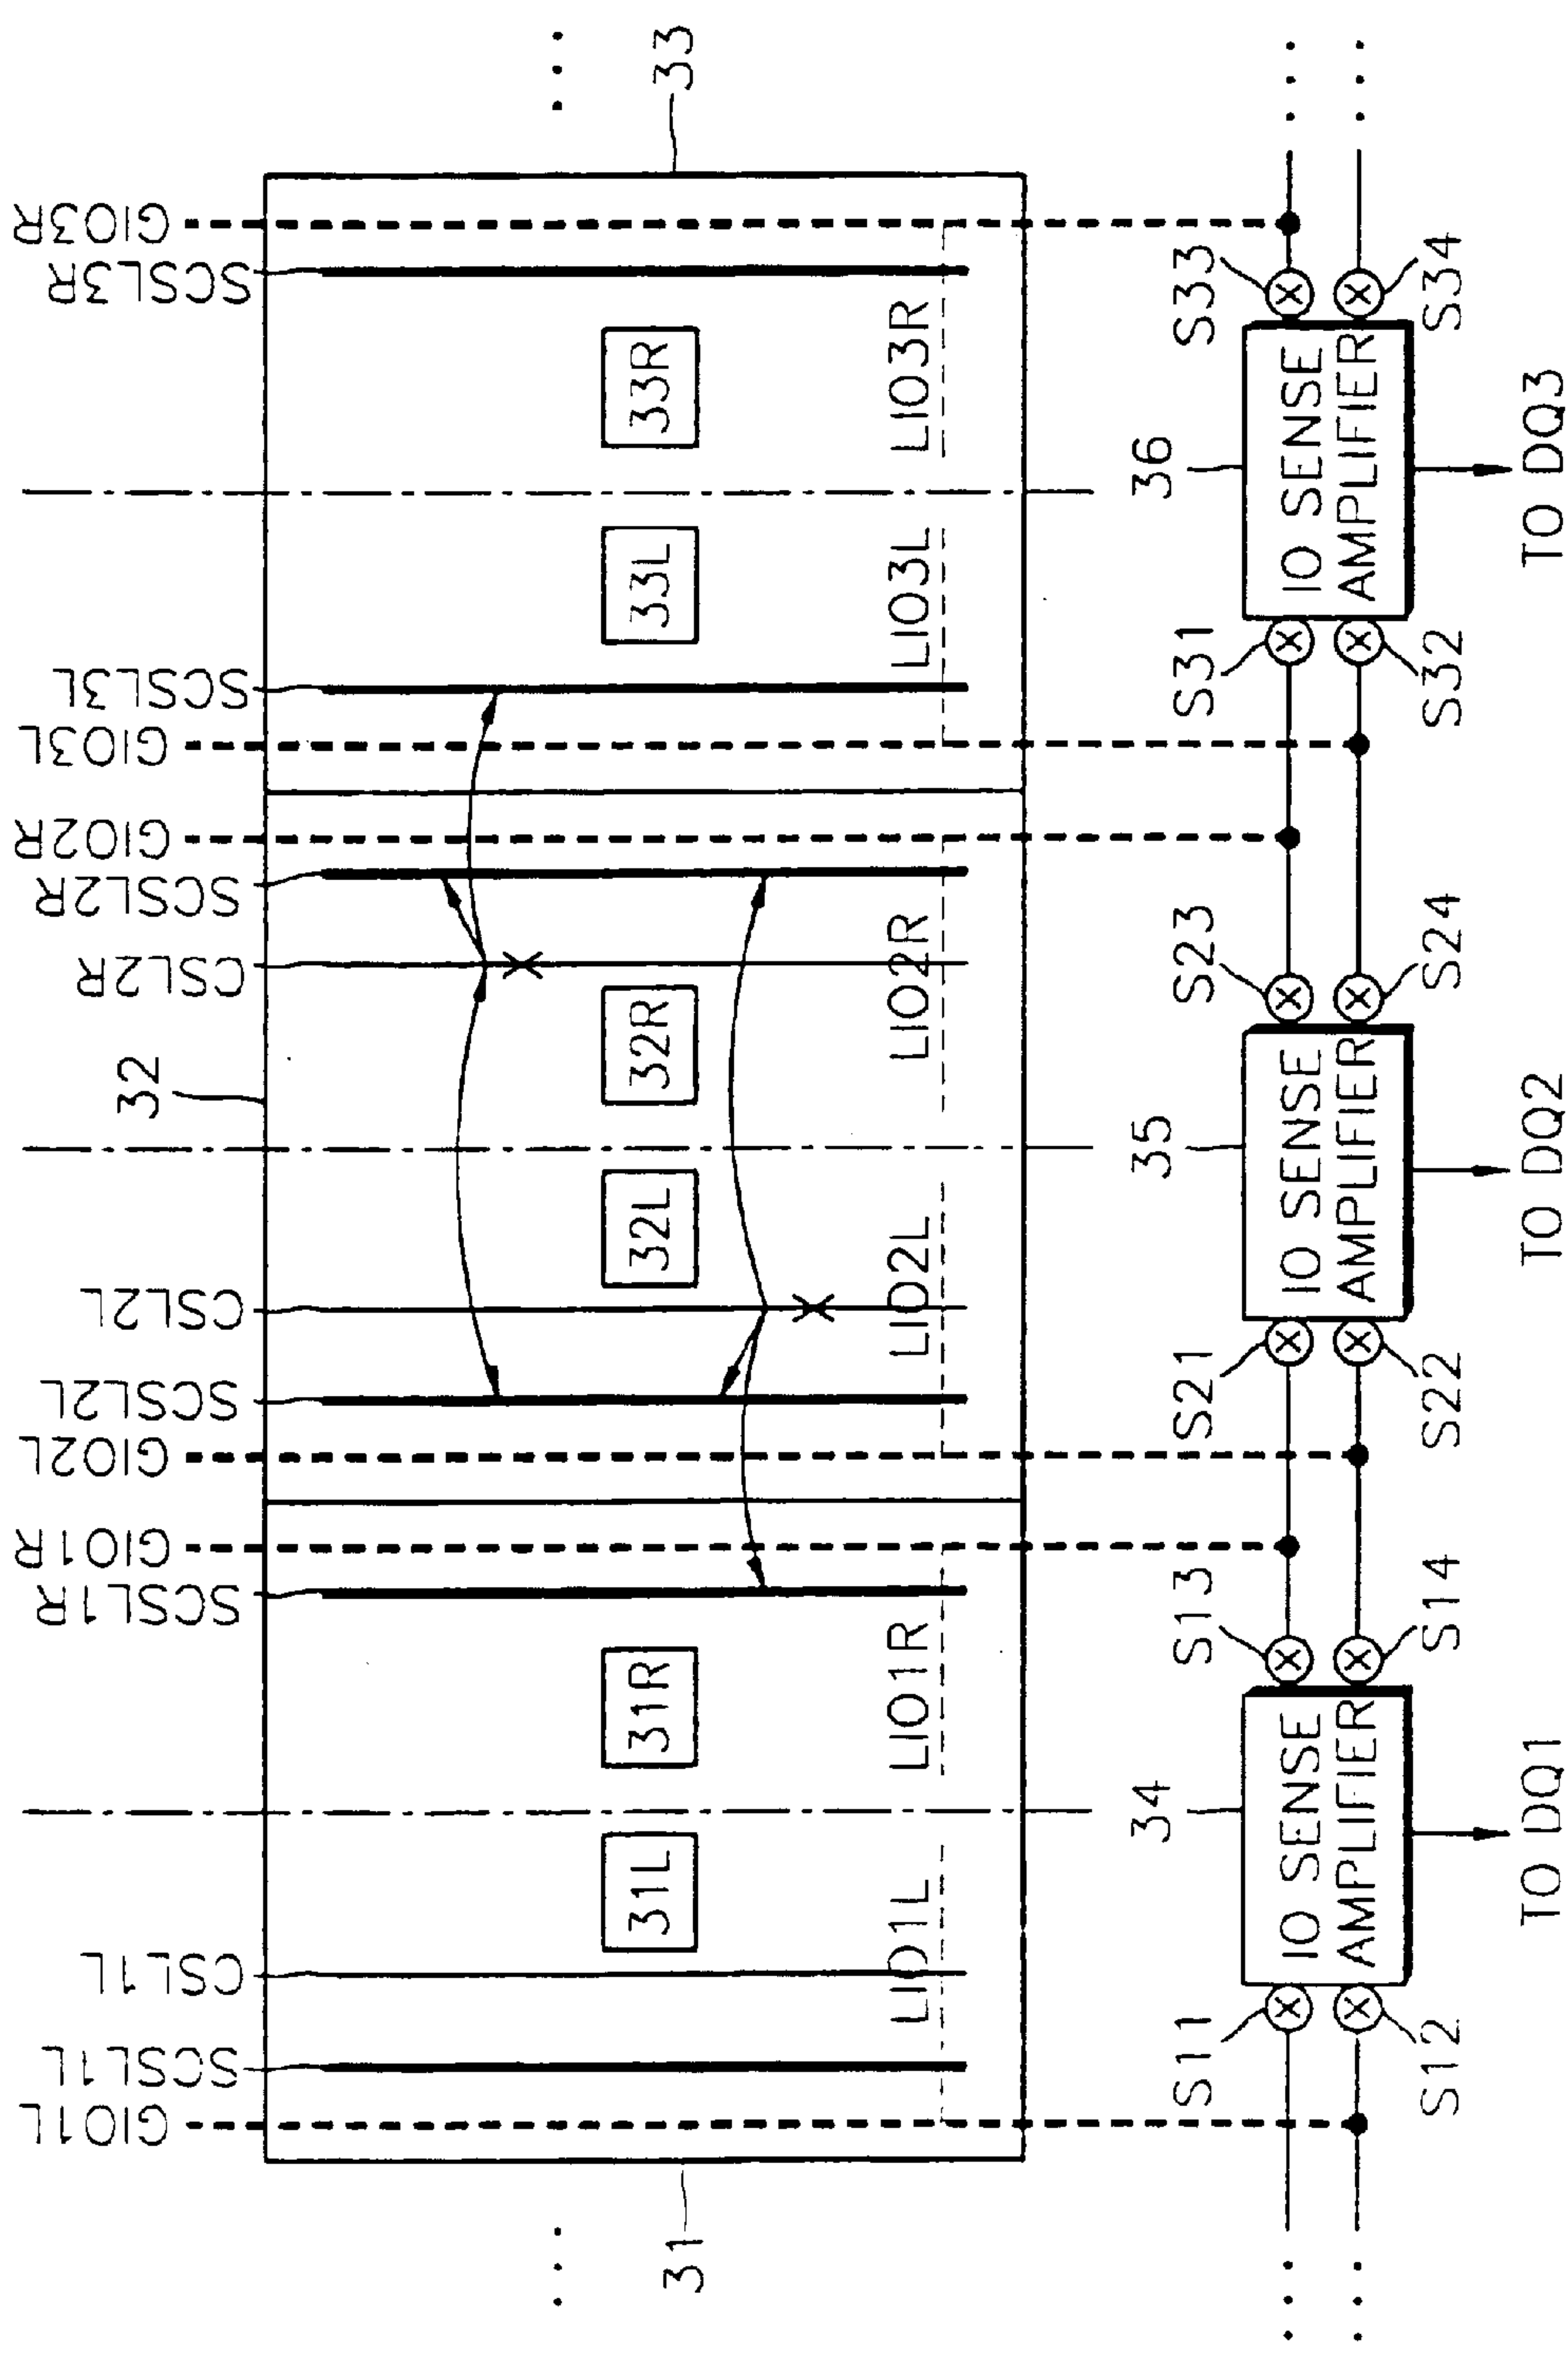 GIO1L
SCSL1L
CSL1L
SCSL1R
GIO1R
GIO2L
SCSL2L
CSL2L
32
CSL2R
SCSL2R
GIO2R
GIO3L
SCSL3L
SCSL3R
GIO3R
31
31L
31R
32L
32R
33L
33R
33
LIO1L
LIO1R
LIO2L
LIO2R
LIO3L
LIO3R
S11
34
S13
S21
35
S23
S31
36
S33
IO SENSE
AMPLIFIER
IO SENSE
AMPLIFIER
IO SENSE
AMPLIFIER
S12
S14
S22
S24
S32
S34
TO DQ1
TO DQ2
TO DQ3